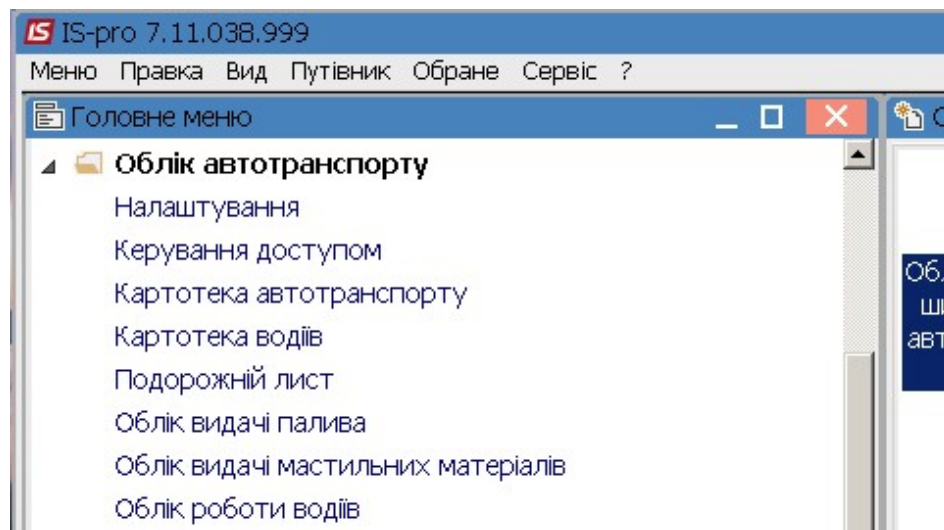 IS IS-pro 7.11.038.999
Меню Правка Вид Путівник Обране Сервіс ?
Головне меню
Облік автотранспорту
Налаштування
Керування доступом
Картотека автотранспорту
Картотека водіїв
Подорожній лист
Облік видачі палива
Облік видачі мастильних матеріалів
Облік роботи водіїв